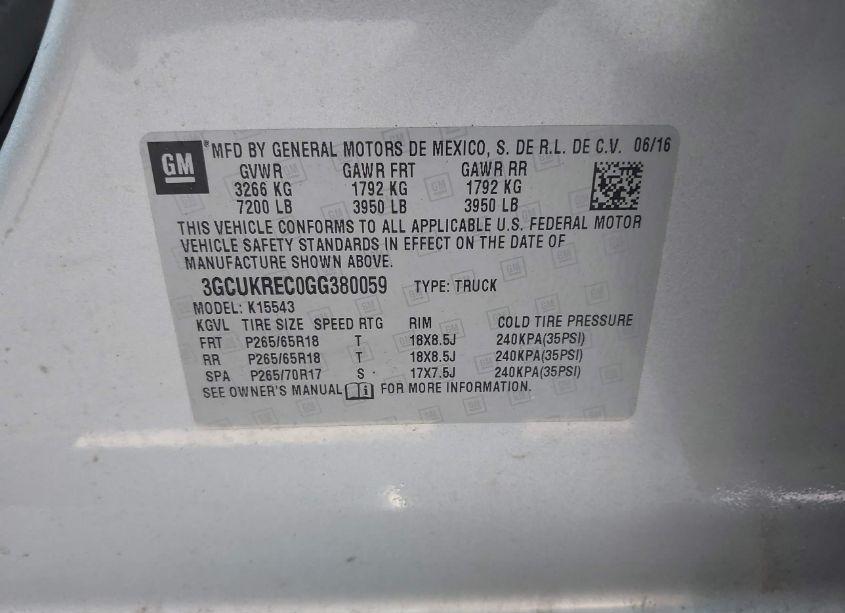 GM
® MFD BY GENERAL MOTORS DE MEXICO, S. DE R.L. DE C.V. 06/16
GVWR GAWR FRT GAWR RR
3266 KG 1792 KG 1792 KG
7200 LB 3950 LB 3950 LB
THIS VEHICLE CONFORMS TO ALL APPLICABLE U.S. FEDERAL MOTOR
VEHICLE SAFETY STANDARDS IN EFFECT ON THE DATE OF
MANUFACTURE SHOWN ABOVE.
3GCUKREC0GG380059 TYPE: TRUCK
MODEL: K15543
KGVL TIRE SIZE SPEED RTG RIM COLD TIRE PRESSURE
FRT P265/65R18 T 18X8.5J 240KPA(35PSI)
RR P265/65R18 T 18X8.5J 240KPA(35PSI)
SPA P265/70R17 S 17X7.5J 240KPA(35PSI)
SEE OWNER'S MANUAL i FOR MORE INFORMATION.